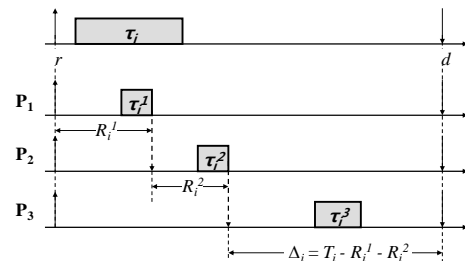 τᵢ
r d
P₁ τᵢ¹
Rᵢ¹
P₂ τᵢ²
Rᵢ²
P₃ τᵢ³
Δᵢ = Tᵢ - Rᵢ¹ - Rᵢ²